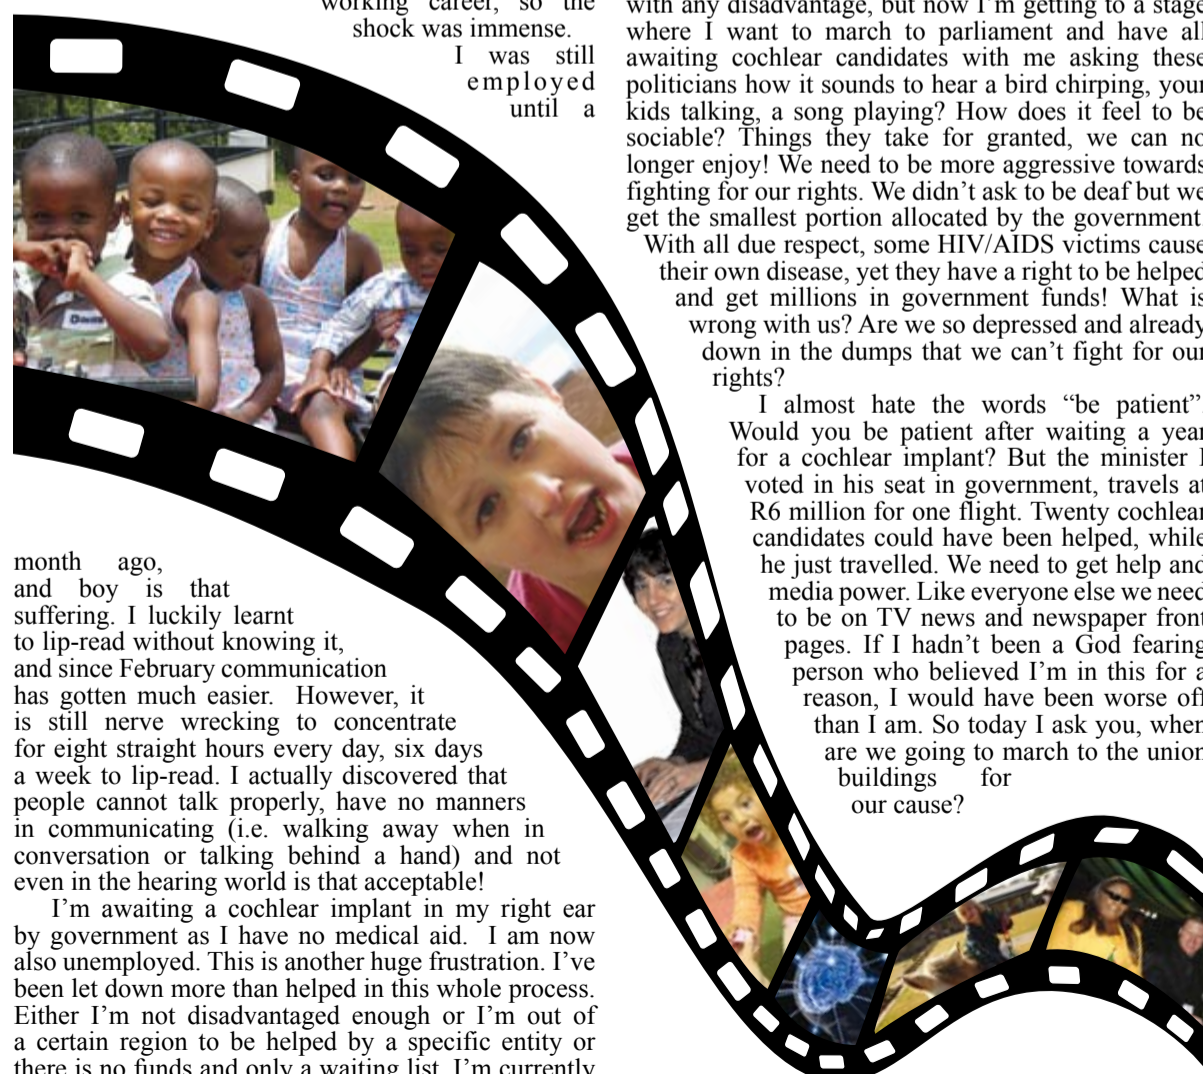 working career, so the
shock was immense.
I was still
employed
until a
month ago,
and boy is that
suffering. I luckily learnt
to lip-read without knowing it,
and since February communication
has gotten much easier. However, it
is still nerve wrecking to concentrate
for eight straight hours every day, six days
a week to lip-read. I actually discovered that
people cannot talk properly, have no manners
in communicating (i.e. walking away when in
conversation or talking behind a hand) and not
even in the hearing world is that acceptable!
I'm awaiting a cochlear implant in my right ear
by government as I have no medical aid. I am now
also unemployed. This is another huge frustration. I've
been let down more than helped in this whole process.
Either I'm not disadvantaged enough or I'm out of
a certain region to be helped by a specific entity or
there is no funds and only a waiting list. I'm currently
with any disadvantage, but now I'm getting to a stage
where I want to march to parliament and have all
awaiting cochlear candidates with me asking these
politicians how it sounds to hear a bird chirping, your
kids talking, a song playing? How does it feel to be
sociable? Things they take for granted, we can no
longer enjoy! We need to be more aggressive towards
fighting for our rights. We didn't ask to be deaf but we
get the smallest portion allocated by the government.
With all due respect, some HIV/AIDS victims cause
their own disease, yet they have a right to be helped
and get millions in government funds! What is
wrong with us? Are we so depressed and already
down in the dumps that we can't fight for our
rights?
I almost hate the words “be patient”.
Would you be patient after waiting a year
for a cochlear implant? But the minister I
voted in his seat in government, travels at
R6 million for one flight. Twenty cochlear
candidates could have been helped, while
he just travelled. We need to get help and
media power. Like everyone else we need
to be on TV news and newspaper front
pages. If I hadn't been a God fearing
person who believed I'm in this for a
reason, I would have been worse off
than I am. So today I ask you, when
are we going to march to the union
buildings for
our cause?